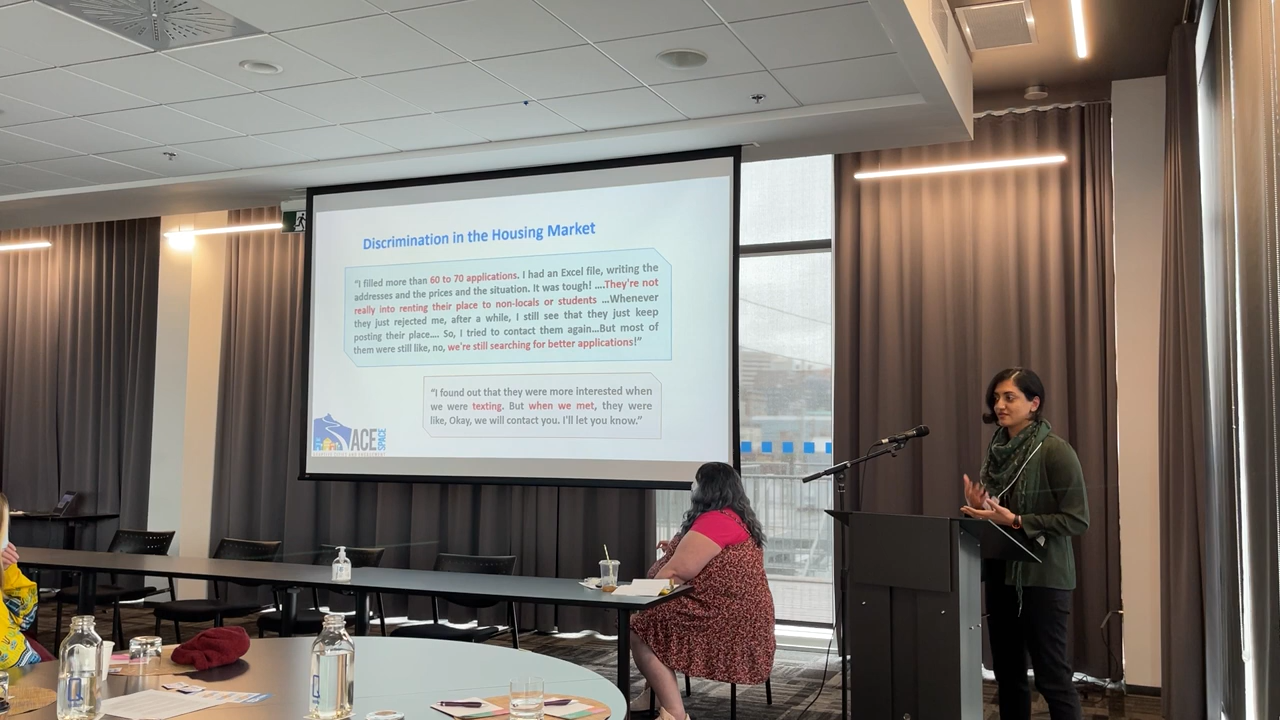 Discrimination in the Housing Market
“I filled more than 60 to 70 applications. I had an Excel file, writing the
addresses and the prices and the situation. It was tough! ....They're not
really into renting their place to non-locals or students ...Whenever
they just rejected me, after a while, I still see that they just keep
posting their place.... So, I tried to contact them again...But most of
them were still like, no, we're still searching for better applications!”
“I found out that they were more interested when
we were texting. But when we met, they were
like, Okay, we will contact you. I'll let you know.”
ACE
SPACE
Q